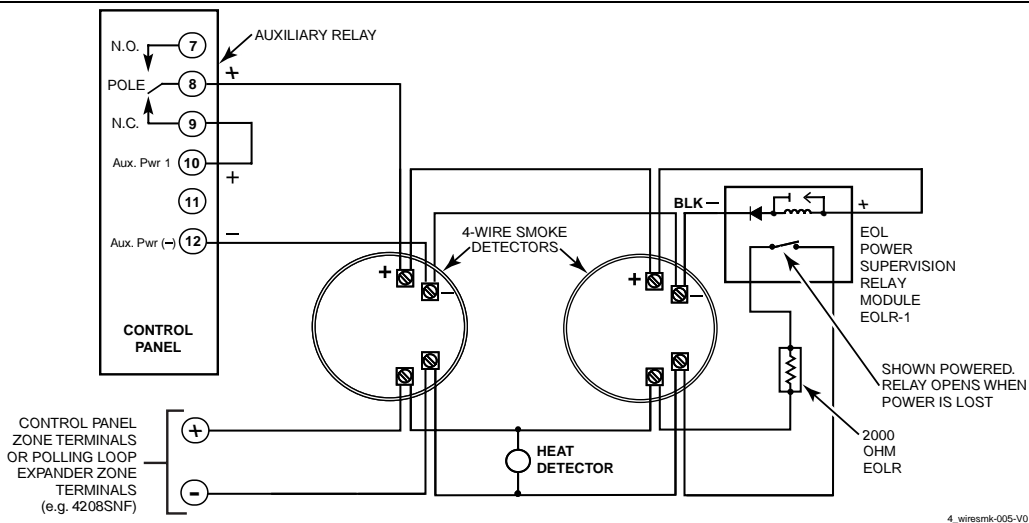 N.O.
7
AUXILIARY RELAY
+
POLE
8
N.C.
9
Aux. Pwr 1
10
+
11
Aux. Pwr (–)
12
–
CONTROL
PANEL
4-WIRE SMOKE
DETECTORS
+
–
+
–
BLK –
+
EOL
POWER
SUPERVISION
RELAY
MODULE
EOLR-1
SHOWN POWERED.
RELAY OPENS WHEN
POWER IS LOST
2000
OHM
EOLR
HEAT
DETECTOR
CONTROL PANEL
ZONE TERMINALS
OR POLLING LOOP
EXPANDER ZONE
TERMINALS
(e.g. 4208SNF)
+
-
4_wiresmk-005-V0